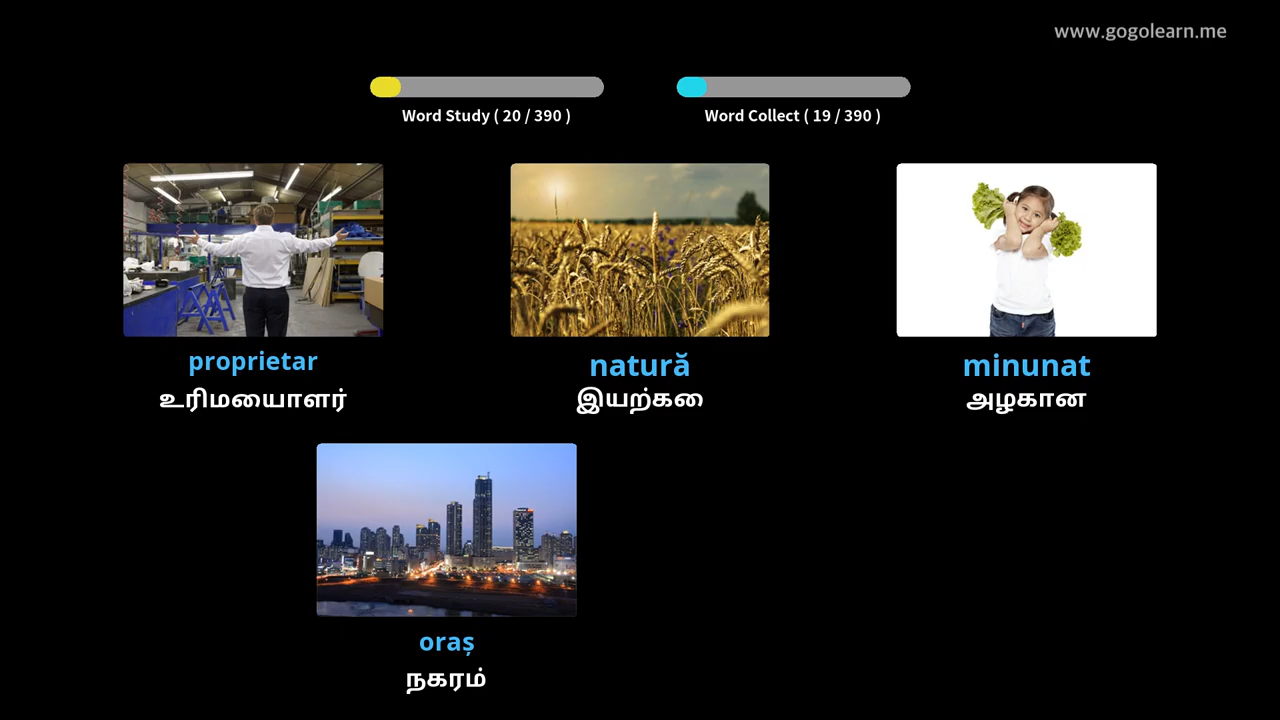 www.gogolearn.me
Word Study ( 20 / 390 )
Word Collect ( 19 / 390 )
proprietar
உரிமையாளர்
natură
இயற்கை
minunat
அழகான
oraș
நகரம்